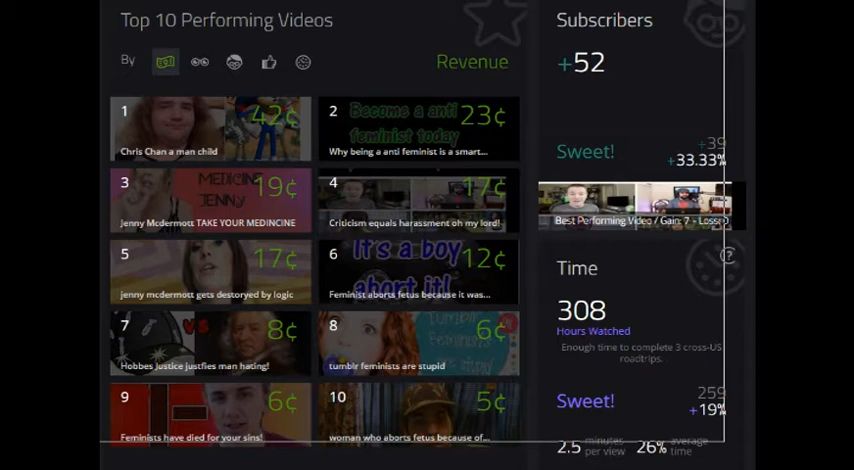 Top 10 Performing Videos
By
Revenue
1
42¢
Chris Chan a man child
2
Become a anti
feminist today
23¢
Why being a anti feminist is a smart...
3
MEDICINE
JENNY
19¢
Jenny Mcdermott TAKE YOUR MEDINCINE
4
17¢
Criticism equals harassment oh my lord!
5
17¢
jenny mcdermott gets destoryed by logic
6
It's a boy
abort it!
12¢
Feminist aborts fetus because it was...
7
VS
8¢
Hobbes Justice justfies man hating!
8
6¢
tumblr feminists are stupid
9
6¢
Feminists have died for your sins!
10
5¢
woman who aborts fetus because of...
Subscribers
+52
Sweet!
+39
+33.33%
Best Performing Video / Gain: 7 - Loss: 0
?
Time
308
Hours Watched
Enough time to complete 3 cross-US
roadtrips.
Sweet!
259
+19%
2.5 minutes per view
26% average time